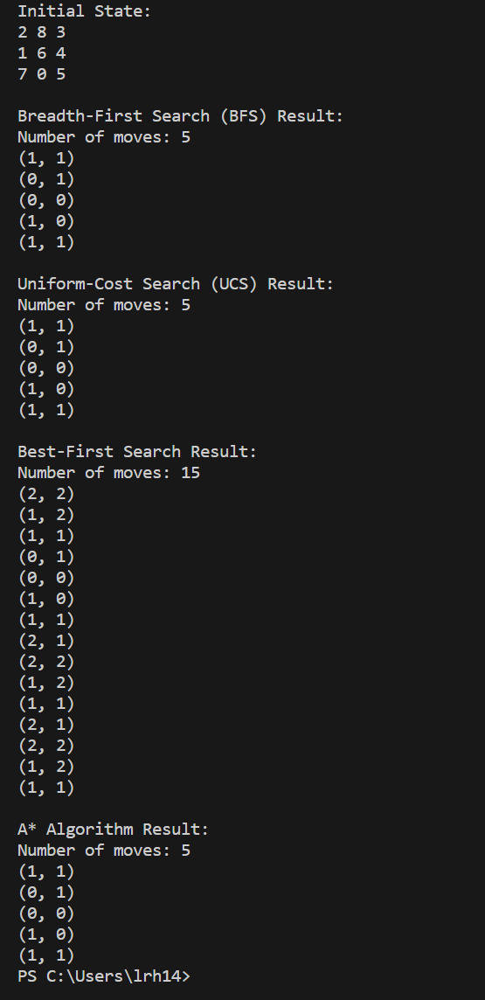 Initial State:
2 8 3
1 6 4
7 0 5
Breadth-First Search (BFS) Result:
Number of moves: 5
(1, 1)
(0, 1)
(0, 0)
(1, 0)
(1, 1)
Uniform-Cost Search (UCS) Result:
Number of moves: 5
(1, 1)
(0, 1)
(0, 0)
(1, 0)
(1, 1)
Best-First Search Result:
Number of moves: 15
(2, 2)
(1, 2)
(1, 1)
(0, 1)
(0, 0)
(1, 0)
(1, 1)
(2, 1)
(2, 2)
(1, 2)
(1, 1)
(2, 1)
(2, 2)
(1, 2)
(1, 1)
A* Algorithm Result:
Number of moves: 5
(1, 1)
(0, 1)
(0, 0)
(1, 0)
(1, 1)
PS C:\Users\lrh14>